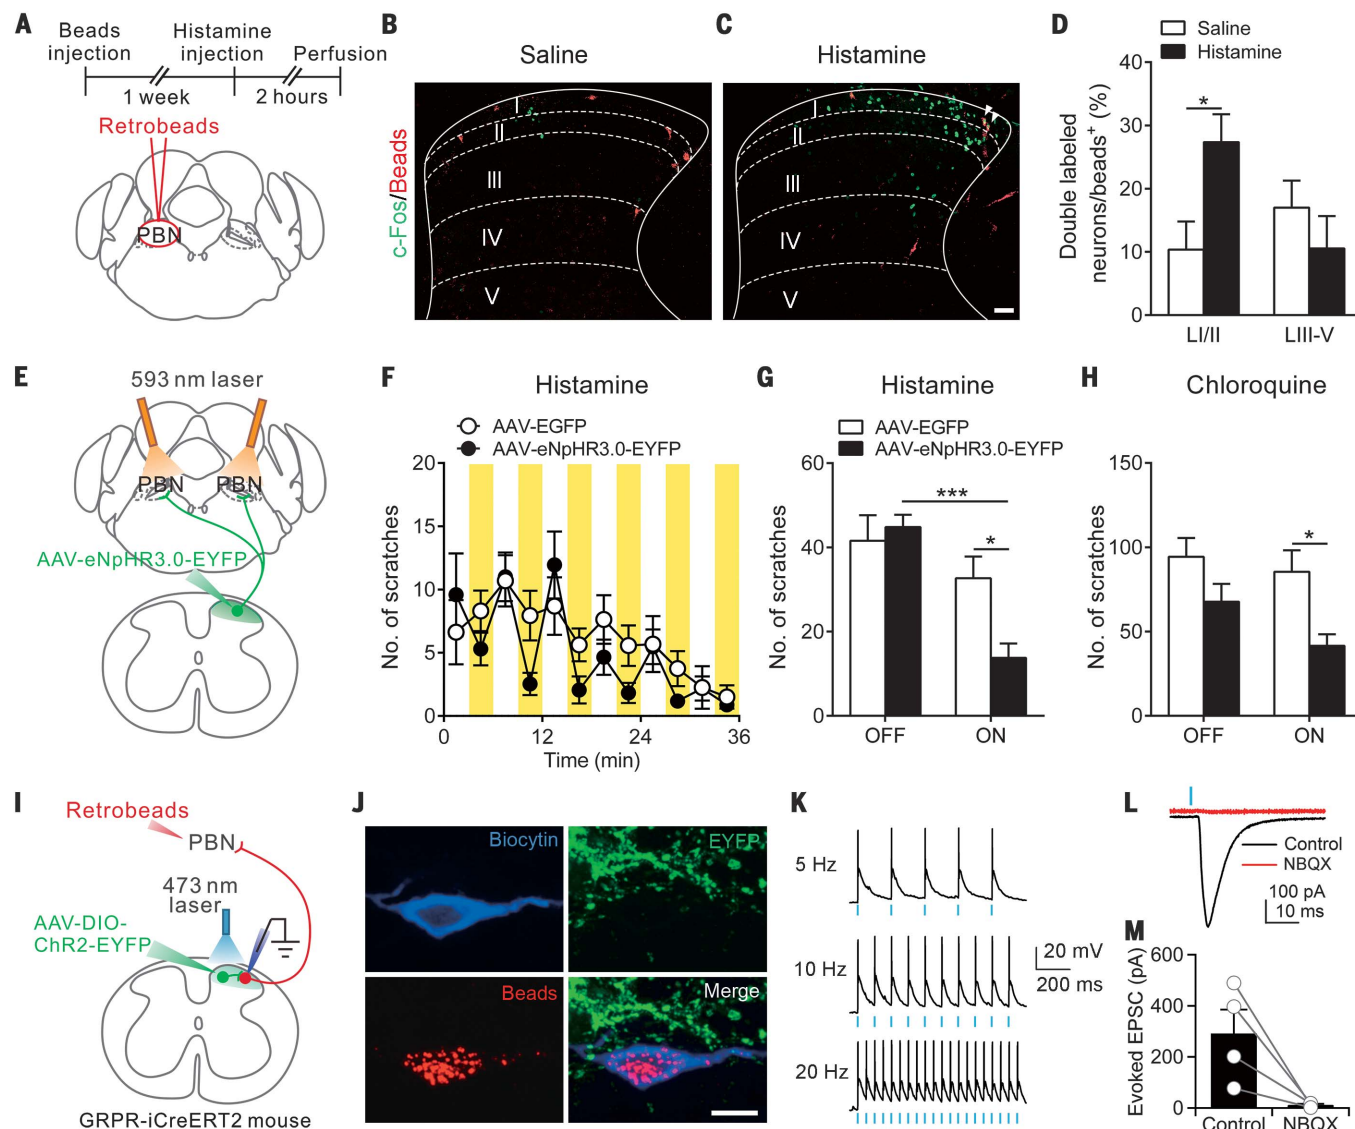 A
Beads injection
Histamine injection
Perfusion
1 week
2 hours
Retrobeads
PBN
B
Saline
c-Fos/Beads
I
II
III
IV
V
C
Histamine
I
II
III
IV
V
D
Saline
Histamine
Double labeled neurons/beads+ (%)
40
30
20
10
0
*
LI/II
LIII-V
E
593 nm laser
PBN
PBN
AAV-eNpHR3.0-EYFP
F
Histamine
AAV-EGFP
AAV-eNpHR3.0-EYFP
No. of scratches
20
15
10
5
0
0
12
24
36
Time (min)
G
Histamine
AAV-EGFP
AAV-eNpHR3.0-EYFP
No. of scratches
60
40
20
0
***
*
OFF
ON
H
Chloroquine
No. of scratches
150
100
50
0
*
OFF
ON
I
Retrobeads
PBN
473 nm
laser
AAV-DIO-
ChR2-EYFP
GRPR-iCreERT2 mouse
J
Biocytin
EYFP
Beads
Merge
K
5 Hz
10 Hz
20 Hz
20 mV
200 ms
L
Control
NBQX
100 pA
10 ms
M
Evoked EPSC (pA)
600
400
200
0
Control
NBQX